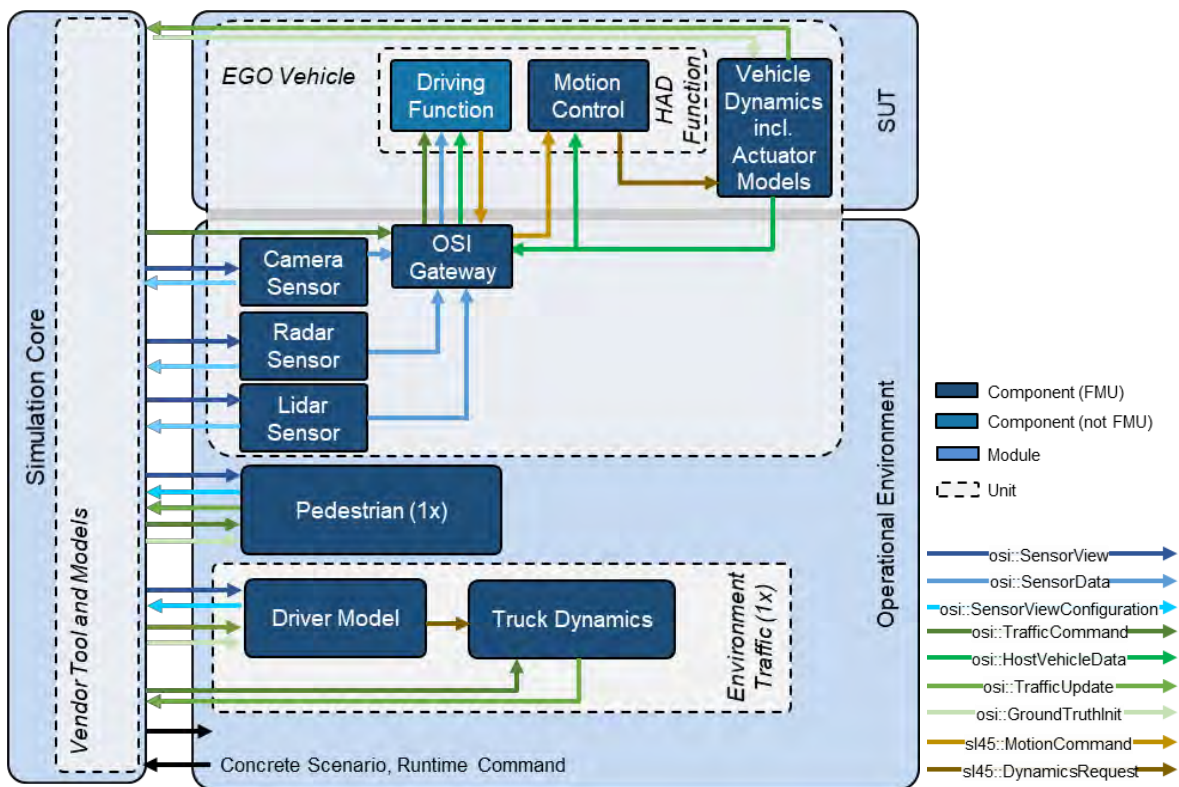 Simulation Core
Vendor Tool and Models
EGO Vehicle
Driving
Function
Motion
Control
HAD
Function
Vehicle
Dynamics
incl.
Actuator
Models
SUT
OSI
Gateway
Camera
Sensor
Radar
Sensor
Lidar
Sensor
Pedestrian (1x)
Driver Model
Truck Dynamics
Environment
Traffic (1x)
Operational Environment
Concrete Scenario, Runtime Command
Component (FMU)
Component (not FMU)
Module
Unit
osi::SensorView
osi::SensorData
osi::SensorViewConfiguration
osi::TrafficCommand
osi::HostVehicleData
osi::TrafficUpdate
osi::GroundTruthInit
sl45::MotionCommand
sl45::DynamicsRequest